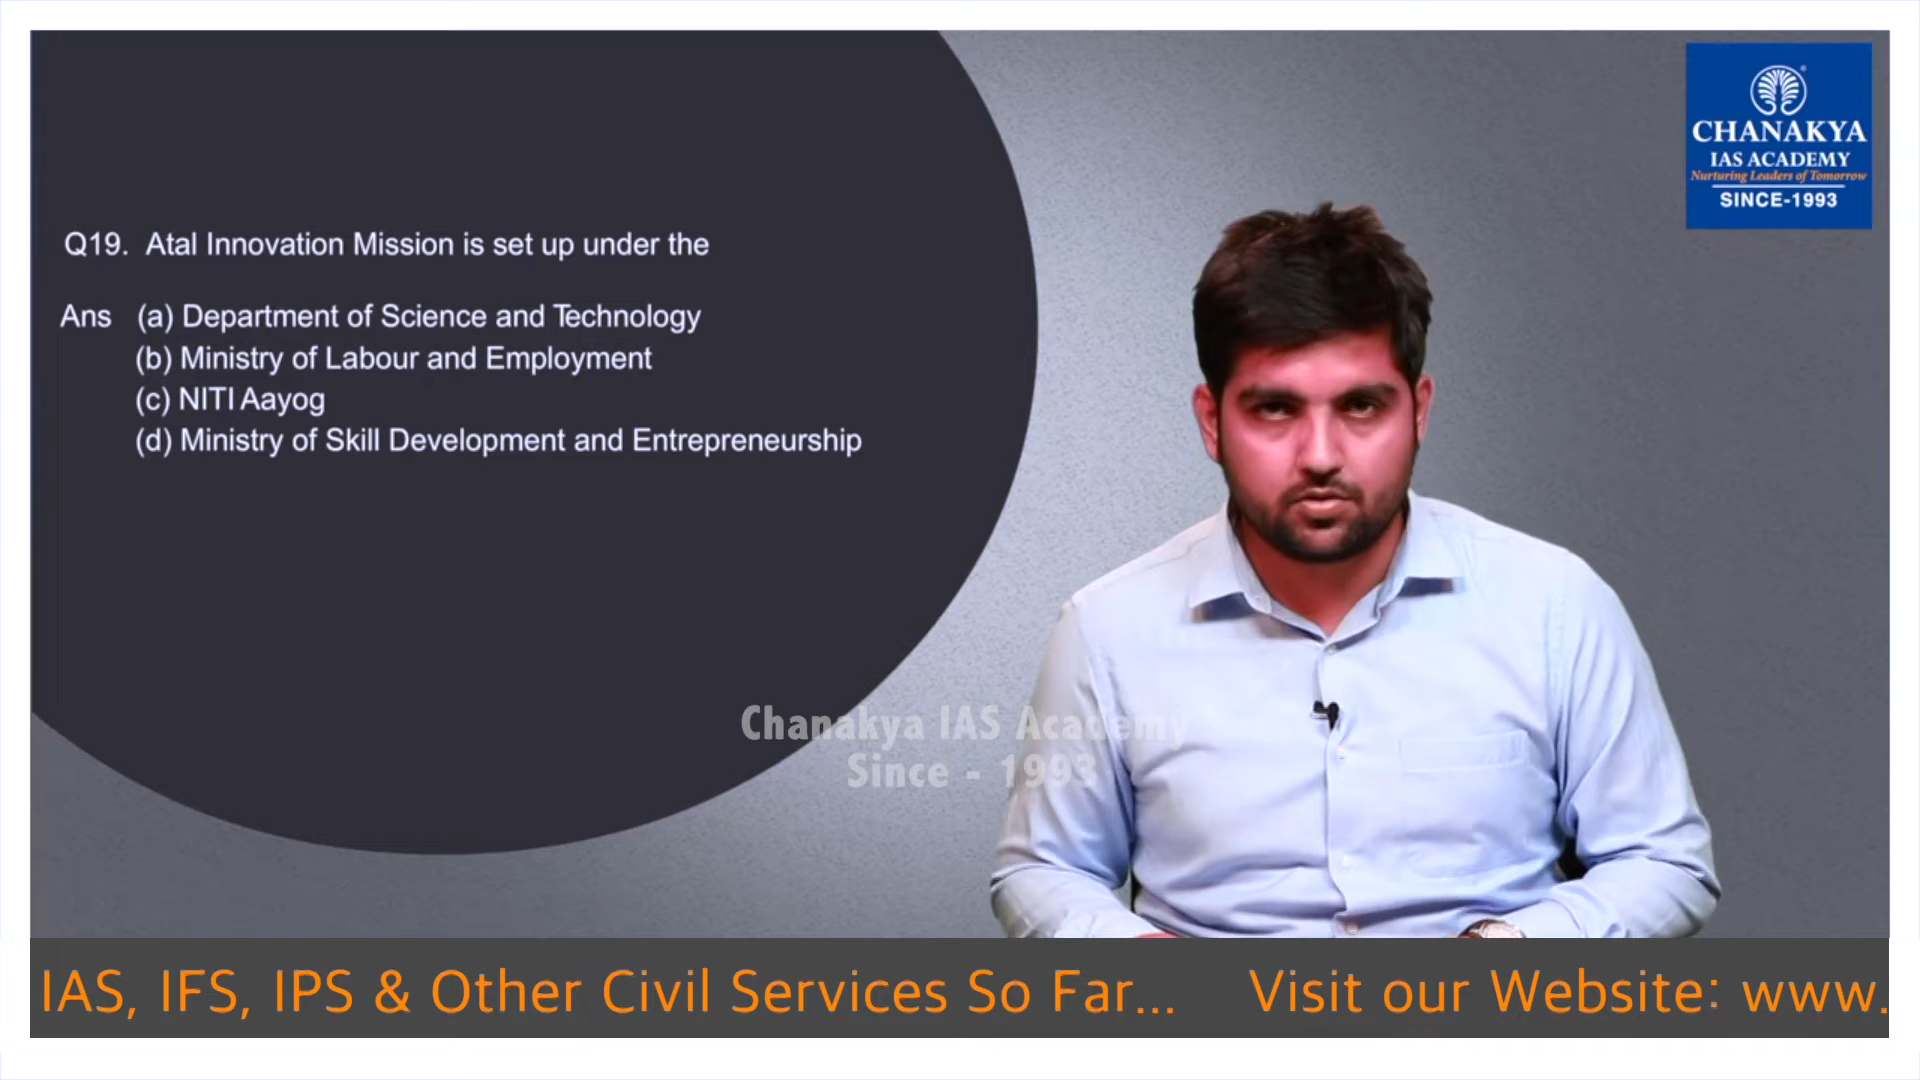 CHANAKYA
IAS ACADEMY
Nurturing Leaders of Tomorrow
SINCE-1993
Q19. Atal Innovation Mission is set up under the
Ans (a) Department of Science and Technology
(b) Ministry of Labour and Employment
(c) NITI Aayog
(d) Ministry of Skill Development and Entrepreneurship
Chanakya IAS Academy
Since - 1993
IAS, IFS, IPS & Other Civil Services So Far... Visit our Website: www.